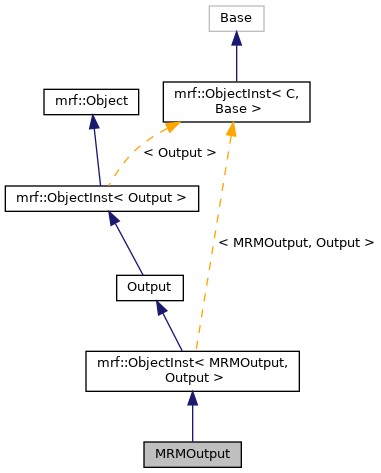 Base
mrf::Object
mrf::ObjectInst< C,
Base >
< Output >
mrf::ObjectInst< Output >
< MRMOutput, Output >
Output
mrf::ObjectInst< MRMOutput,
Output >
MRMOutput